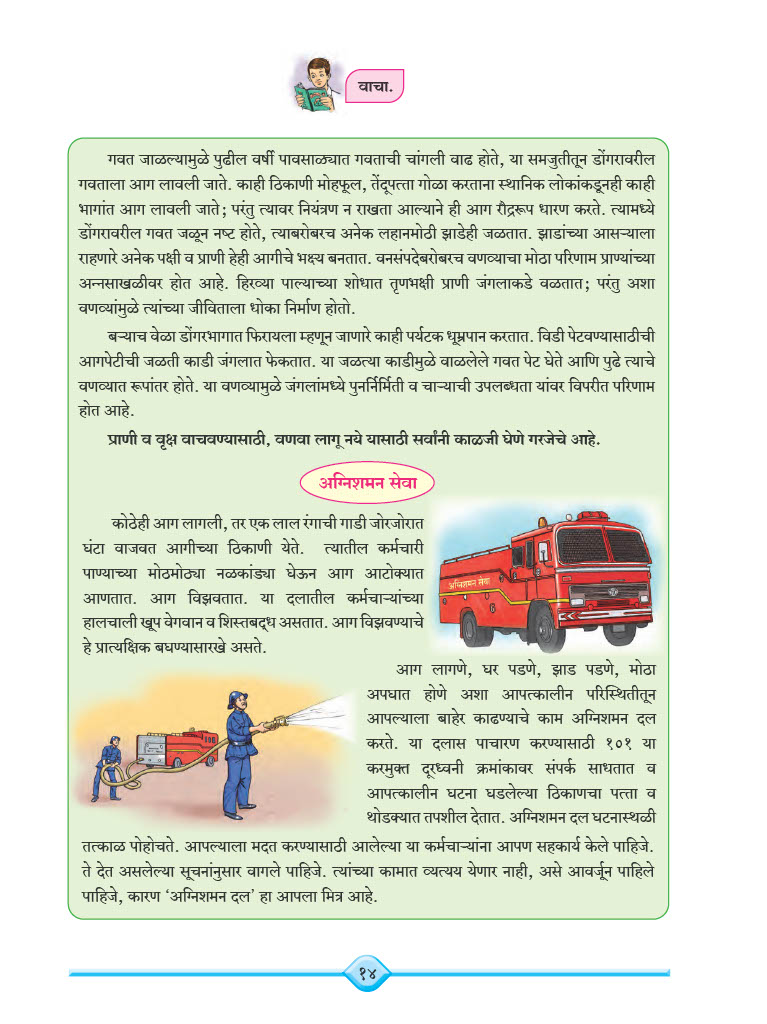 वाचा.
गवत जाळल्यामुळे पुढील वर्षी पावसाळ्यात गवताची चांगली वाढ होते, या समजुतीतून डोंगरावरील
गवताला आग लावली जाते. काही ठिकाणी मोहफूल, तेंदूपत्ता गोळा करताना स्थानिक लोकांकडूनही काही
भागांत आग लावली जाते; परंतु त्यावर नियंत्रण न राखता आल्याने ही आग रौद्ररूप धारण करते. त्यामध्ये
डोंगरावरील गवत जळून नष्ट होते, त्याबरोबरच अनेक लहानमोठी झाडेही जळतात. झाडांच्या आसऱ्याला
राहणारे अनेक पक्षी व प्राणी हेही आगीचे भक्ष्य बनतात. वनसंपदेबरोबरच वणव्याचा मोठा परिणाम प्राण्यांच्या
अन्नसाखळीवर होत आहे. हिरव्या पाल्याच्या शोधात तृणभक्षी प्राणी जंगलाकडे वळतात; परंतु अशा
वणव्यांमुळे त्यांच्या जीविताला धोका निर्माण होतो.
बऱ्याच वेळा डोंगरभागात फिरायला म्हणून जाणारे काही पर्यटक धूम्रपान करतात. विडी पेटवण्यासाठीची
आगपेटीची जळती काडी जंगलात फेकतात. या जळत्या काडीमुळे वाळलेले गवत पेट घेते आणि पुढे त्याचे
वणव्यात रूपांतर होते. या वणव्यामुळे जंगलांमध्ये पुनर्निर्मिती व चाऱ्याची उपलब्धता यांवर विपरीत परिणाम
होत आहे.
प्राणी व वृक्ष वाचवण्यासाठी, वणवा लागू नये यासाठी सर्वांनी काळजी घेणे गरजेचे आहे.
अग्निशमन सेवा
कोठेही आग लागली, तर एक लाल रंगाची गाडी जोरजोरात
घंटा वाजवत आगीच्या ठिकाणी येते. त्यातील कर्मचारी
पाण्याच्या मोठमोठ्या नळकांड्या घेऊन आग आटोक्यात
आणतात. आग विझवतात. या दलातील कर्मचाऱ्यांच्या
हालचाली खूप वेगवान व शिस्तबद्ध असतात. आग विझवण्याचे
हे प्रात्यक्षिक बघण्यासारखे असते.
अग्निशमन सेवा
आग लागणे, घर पडणे, झाड पडणे, मोठा
अपघात होणे अशा आपत्कालीन परिस्थितीतून
आपल्याला बाहेर काढण्याचे काम अग्निशमन दल
करते. या दलास पाचारण करण्यासाठी १०१ या
करमुक्त दूरध्वनी क्रमांकावर संपर्क साधतात व
आपत्कालीन घटना घडलेल्या ठिकाणचा पत्ता व
थोडक्यात तपशील देतात. अग्निशमन दल घटनास्थळी
तत्काळ पोहोचते. आपल्याला मदत करण्यासाठी आलेल्या या कर्मचाऱ्यांना आपण सहकार्य केले पाहिजे.
ते देत असलेल्या सूचनांनुसार वागले पाहिजे. त्यांच्या कामात व्यत्यय येणार नाही, असे आवर्जून पाहिले
पाहिजे, कारण ‘अग्निशमन दल’ हा आपला मित्र आहे.
१४